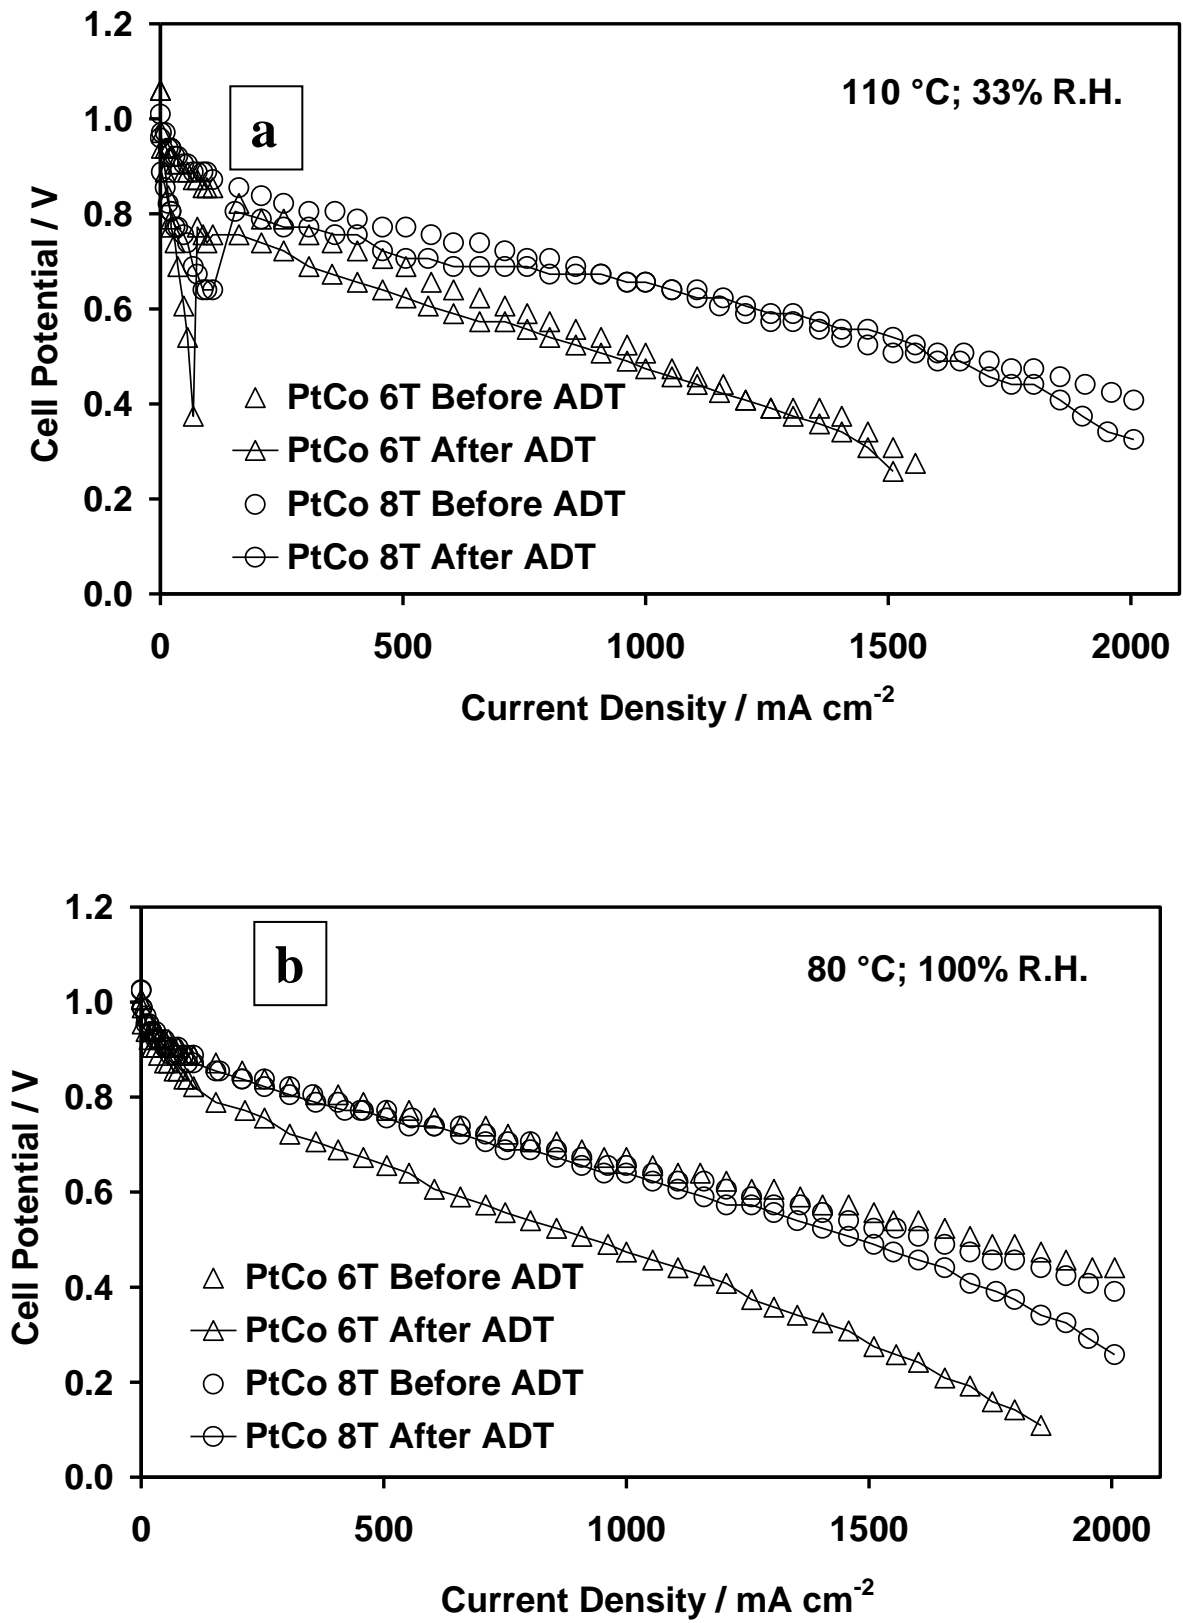 1.2
1.0
0.8
0.6
0.4
0.2
0.0
Cell Potential / V
a
110 °C; 33% R.H.
PtCo 6T Before ADT
PtCo 6T After ADT
PtCo 8T Before ADT
PtCo 8T After ADT
0 500 1000 1500 2000
Current Density / mA cm⁻²
1.2
1.0
0.8
0.6
0.4
0.2
0.0
Cell Potential / V
b
80 °C; 100% R.H.
PtCo 6T Before ADT
PtCo 6T After ADT
PtCo 8T Before ADT
PtCo 8T After ADT
0 500 1000 1500 2000
Current Density / mA cm⁻²